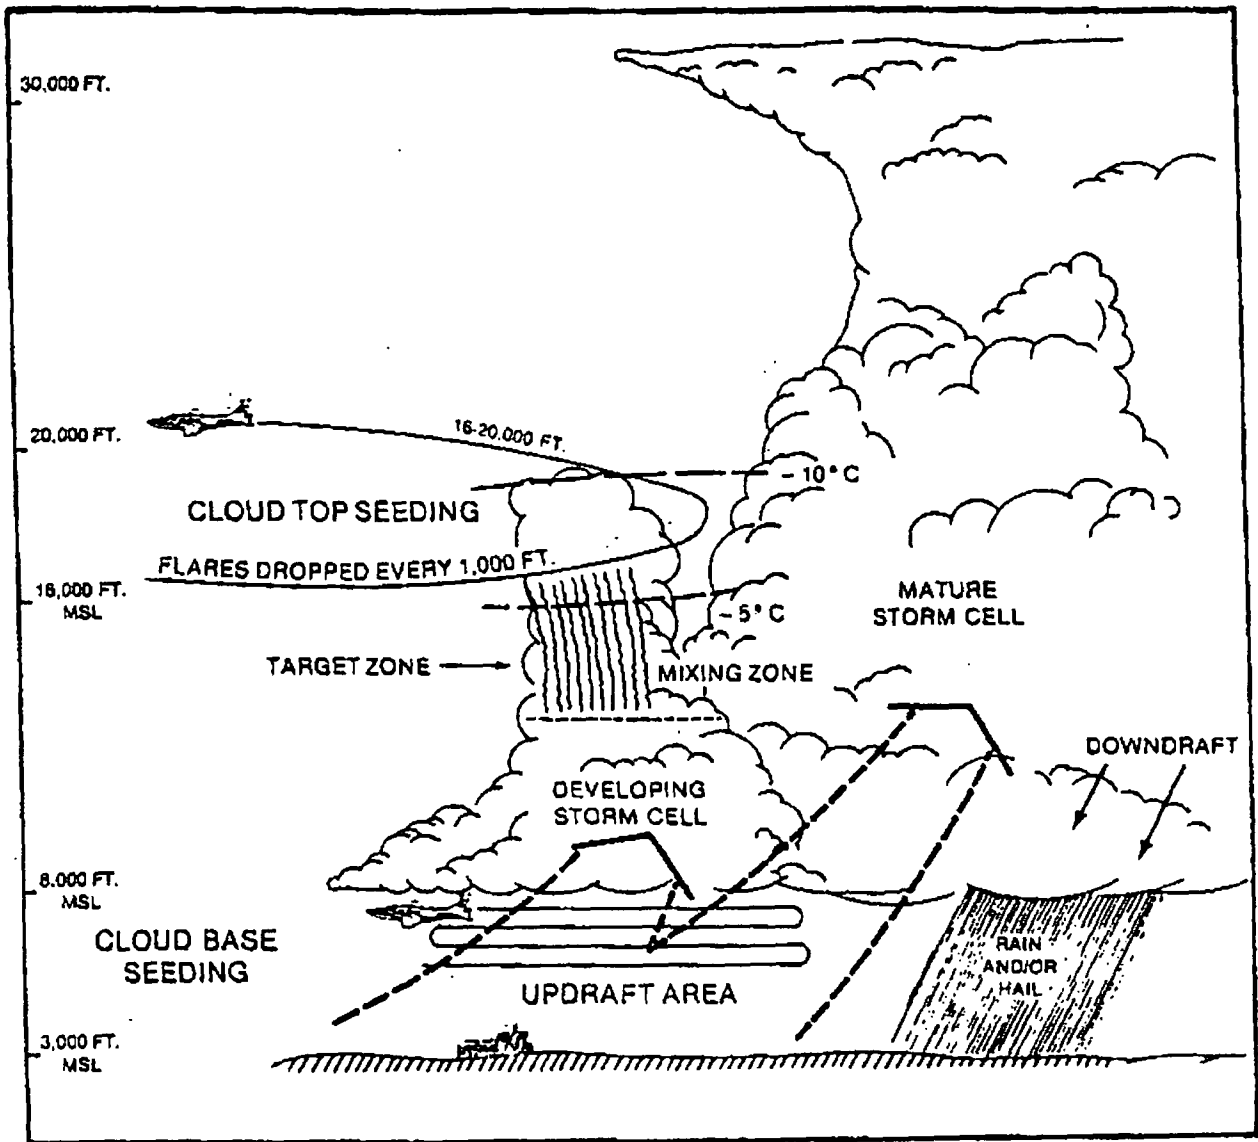 30,000 FT.
20,000 FT.
16-20,000 FT.
- 10° C
CLOUD TOP SEEDING
FLARES DROPPED EVERY 1,000 FT.
16,000 FT.
MSL
- 5° C
MATURE
STORM CELL
TARGET ZONE
MIXING ZONE
DOWNDRAFT
DEVELOPING
STORM CELL
8,000 FT.
MSL
CLOUD BASE
SEEDING
RAIN
AND/OR
HAIL
UPDRAFT AREA
3,000 FT.
MSL